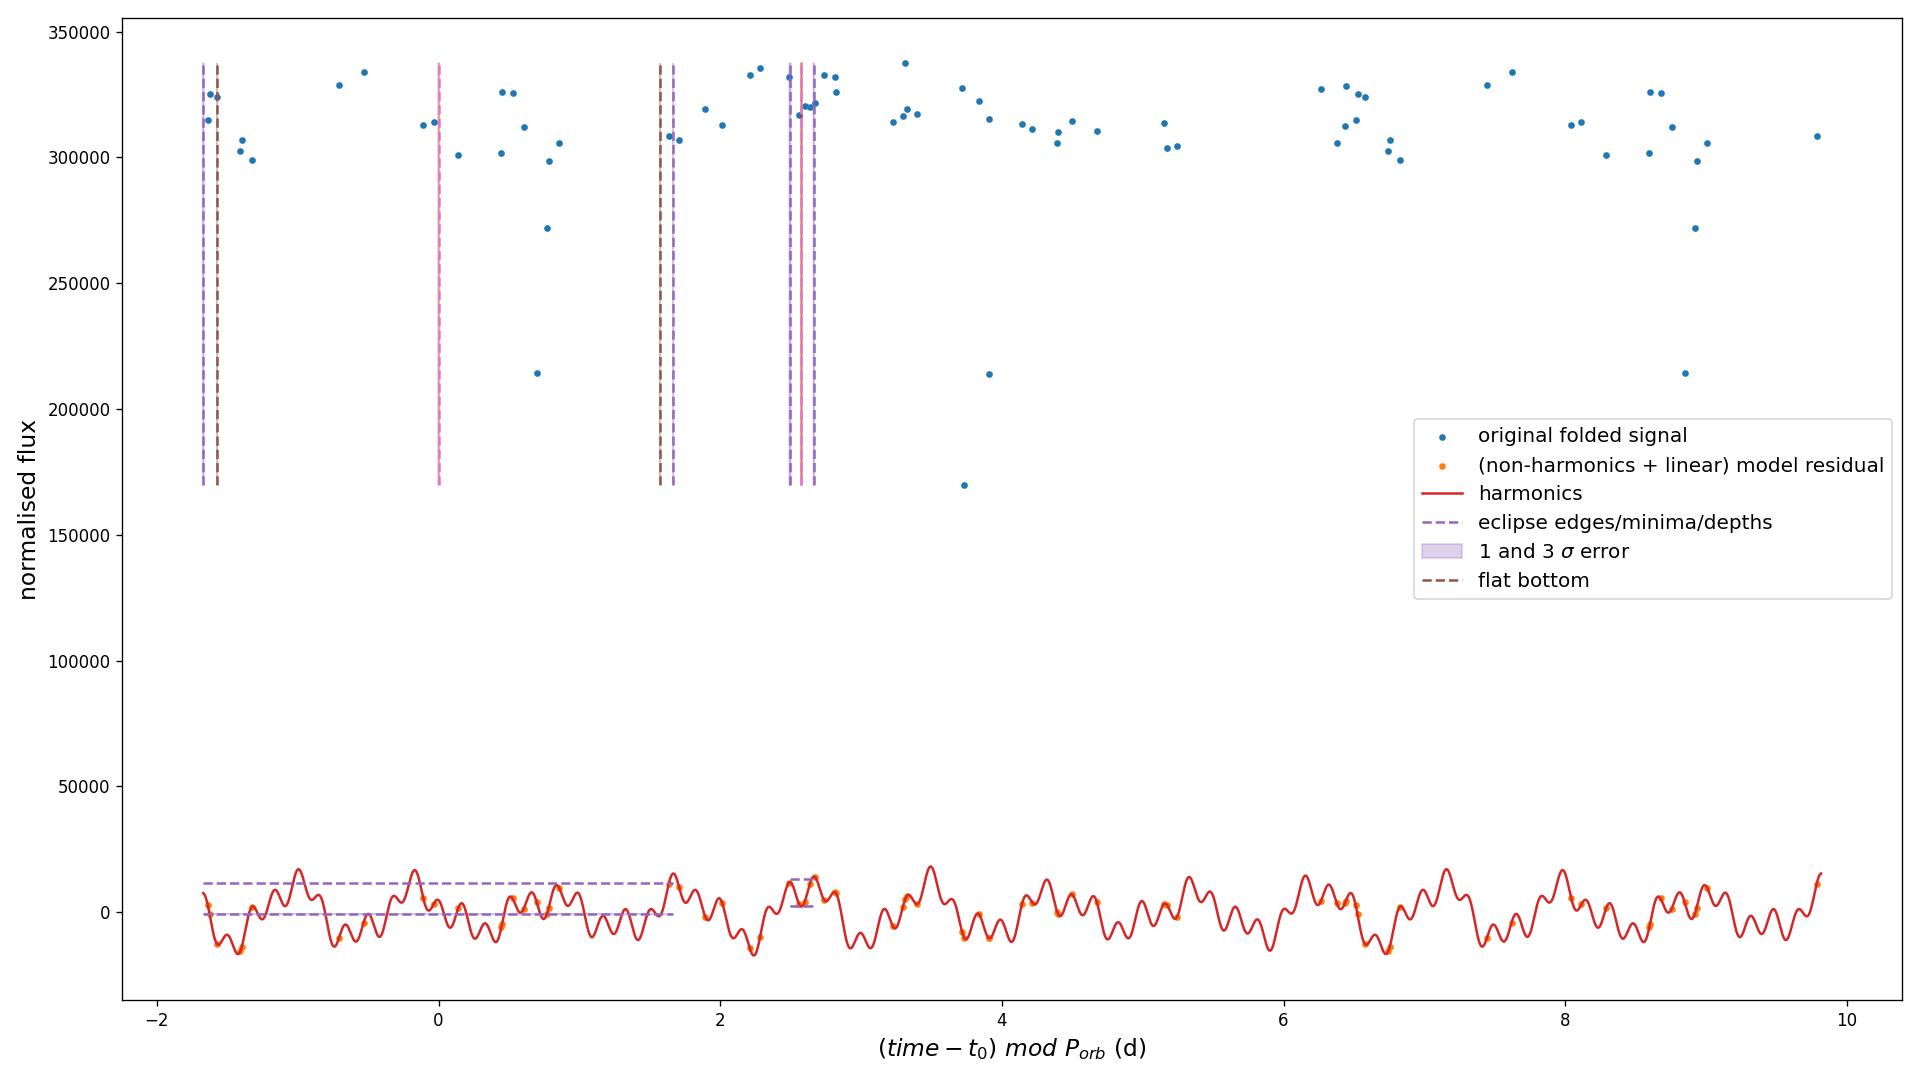 350000
300000
250000
200000
150000
100000
50000
0
normalised flux
original folded signal
(non-harmonics + linear) model residual
harmonics
eclipse edges/minima/depths
1 and 3 σ error
flat bottom
−2 0 2 4 6 8 10
(time − t₀) mod Pₒᵣb (d)